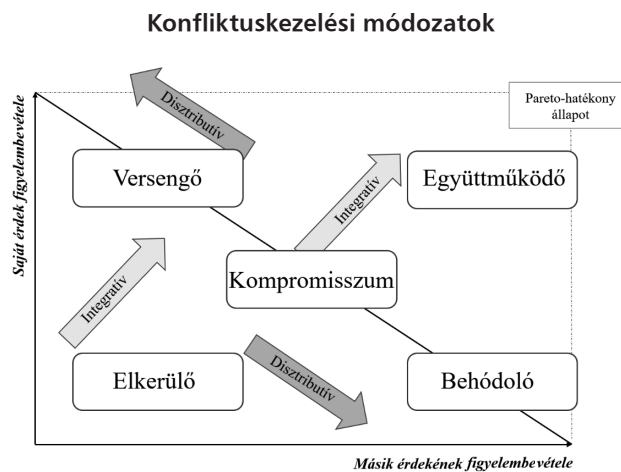 Konfliktuskezelési módozatok
Disztributív
Pareto-hatékony
állapot
Versengő
Együttműködő
Integratív
Saját érdek figyelembevétele
Kompromisszum
Integratív
Elkerülő
Disztributív
Behódoló
Másik érdekének figyelembevétele